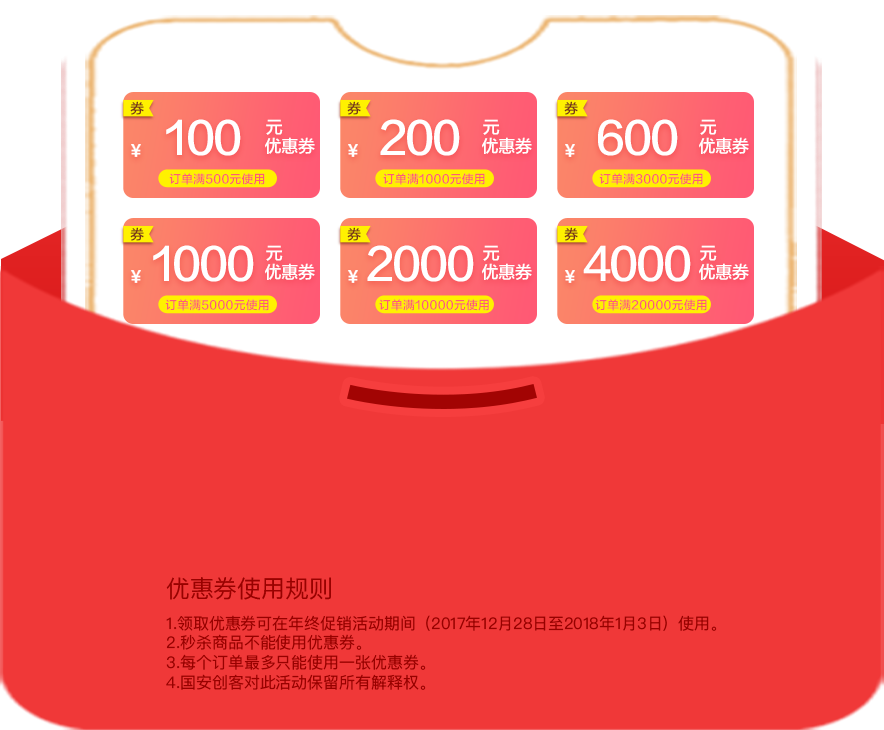 券 券 券
¥ 100 元 优惠券 ¥ 200 元 优惠券 ¥ 600 元 优惠券
订单满500元使用 订单满1000元使用 订单满3000元使用
券 券 券
¥ 1000 元 优惠券 ¥ 2000 元 优惠券 ¥ 4000 元 优惠券
订单满5000元使用 订单满10000元使用 订单满20000元使用
优惠券使用规则
1.领取优惠券可在年终促销活动期间（2017年12月28日至2018年1月3日）使用。
2.秒杀商品不能使用优惠券。
3.每个订单最多只能使用一张优惠券。
4.国安创客对此活动保留所有解释权。